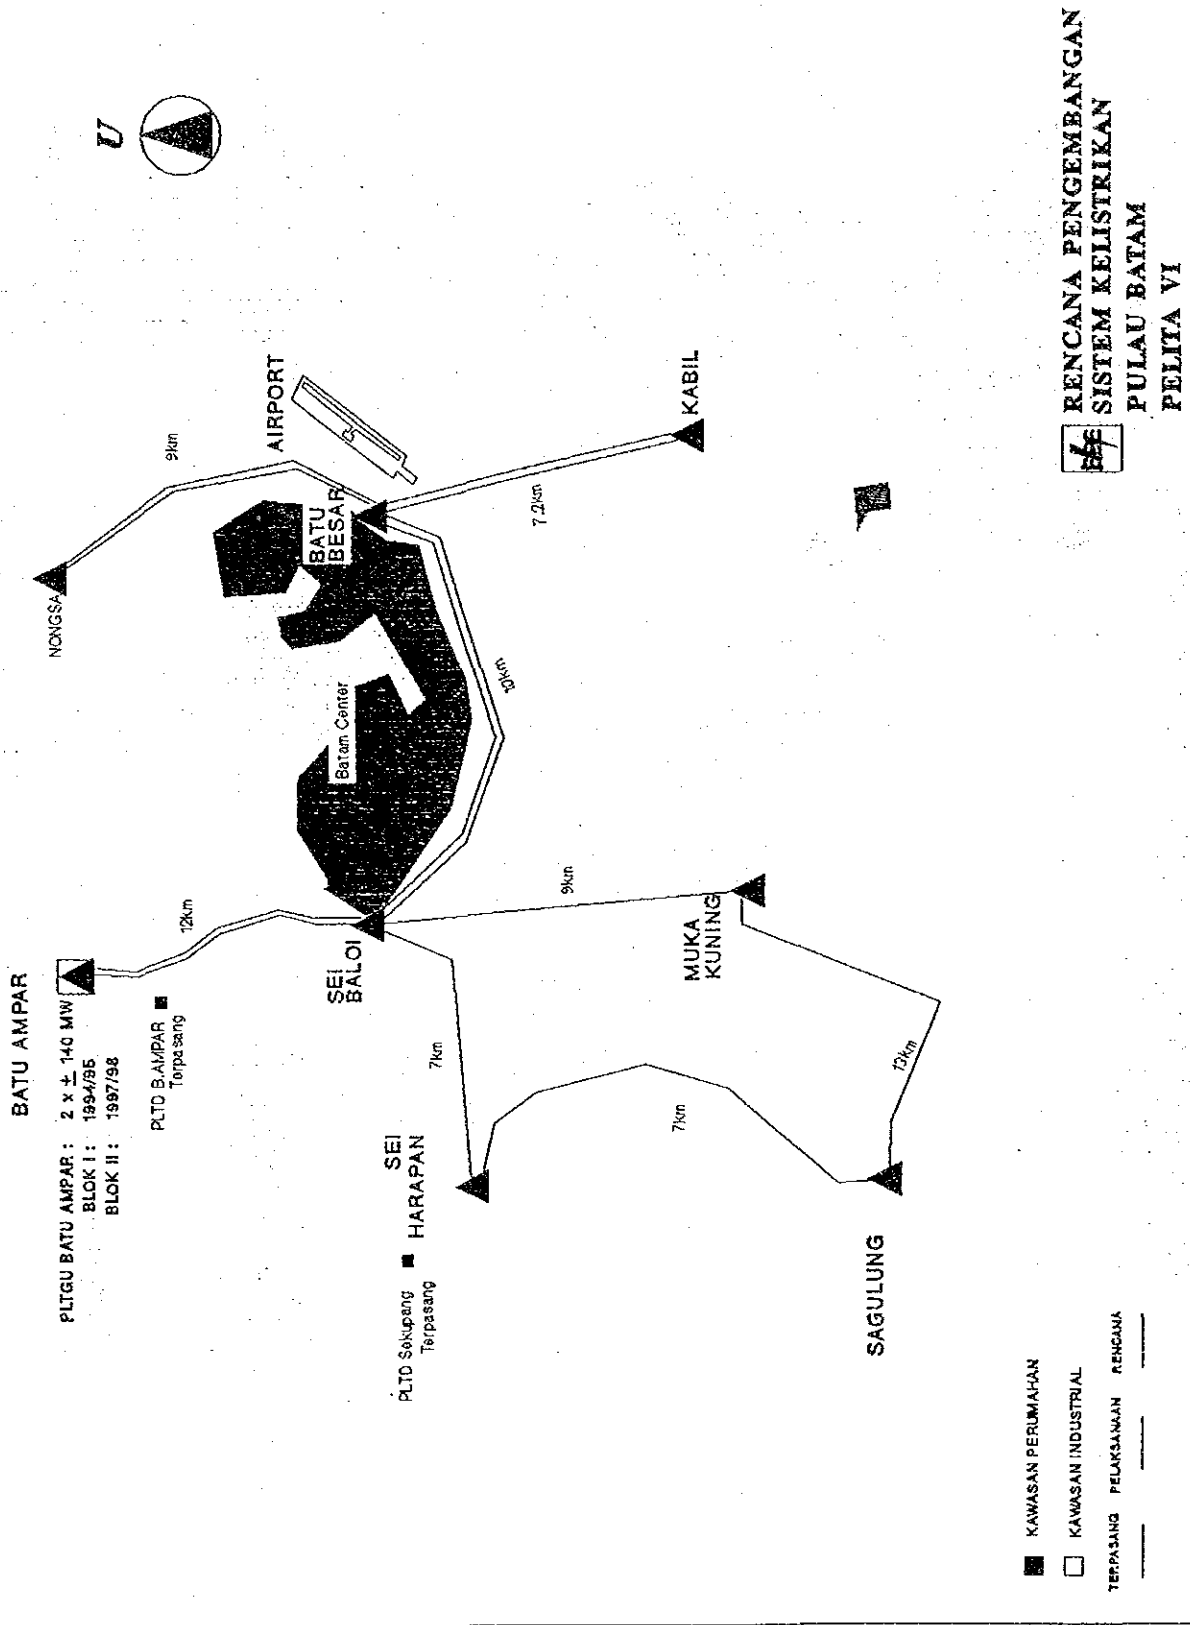 BATU AMPAR
PLTGU BATU AMPAR : 2 x ± 140 MW
BLOK I : 1994/95
BLOK II : 1997/98
PLTD B.AMPAR
Terpasang
12km
NONGSA
9km
U
AIRPORT
BATU
BESAR
Batam Center
10km
7.2km
KABIL
SEI
BALOI
9km
MUKA
KUNING
7km
SEI
HARAPAN
PLTD Sekupang
Terpasang
7km
13km
SAGULUNG
KAWASAN PERUMAHAN
KAWASAN INDUSTRIAL
TERPASANG PELAKSANAAN RENCANA
RENCANA PENGEMBANGAN
SISTEM KELISTRIKAN
PULAU BATAM
PELITA VI